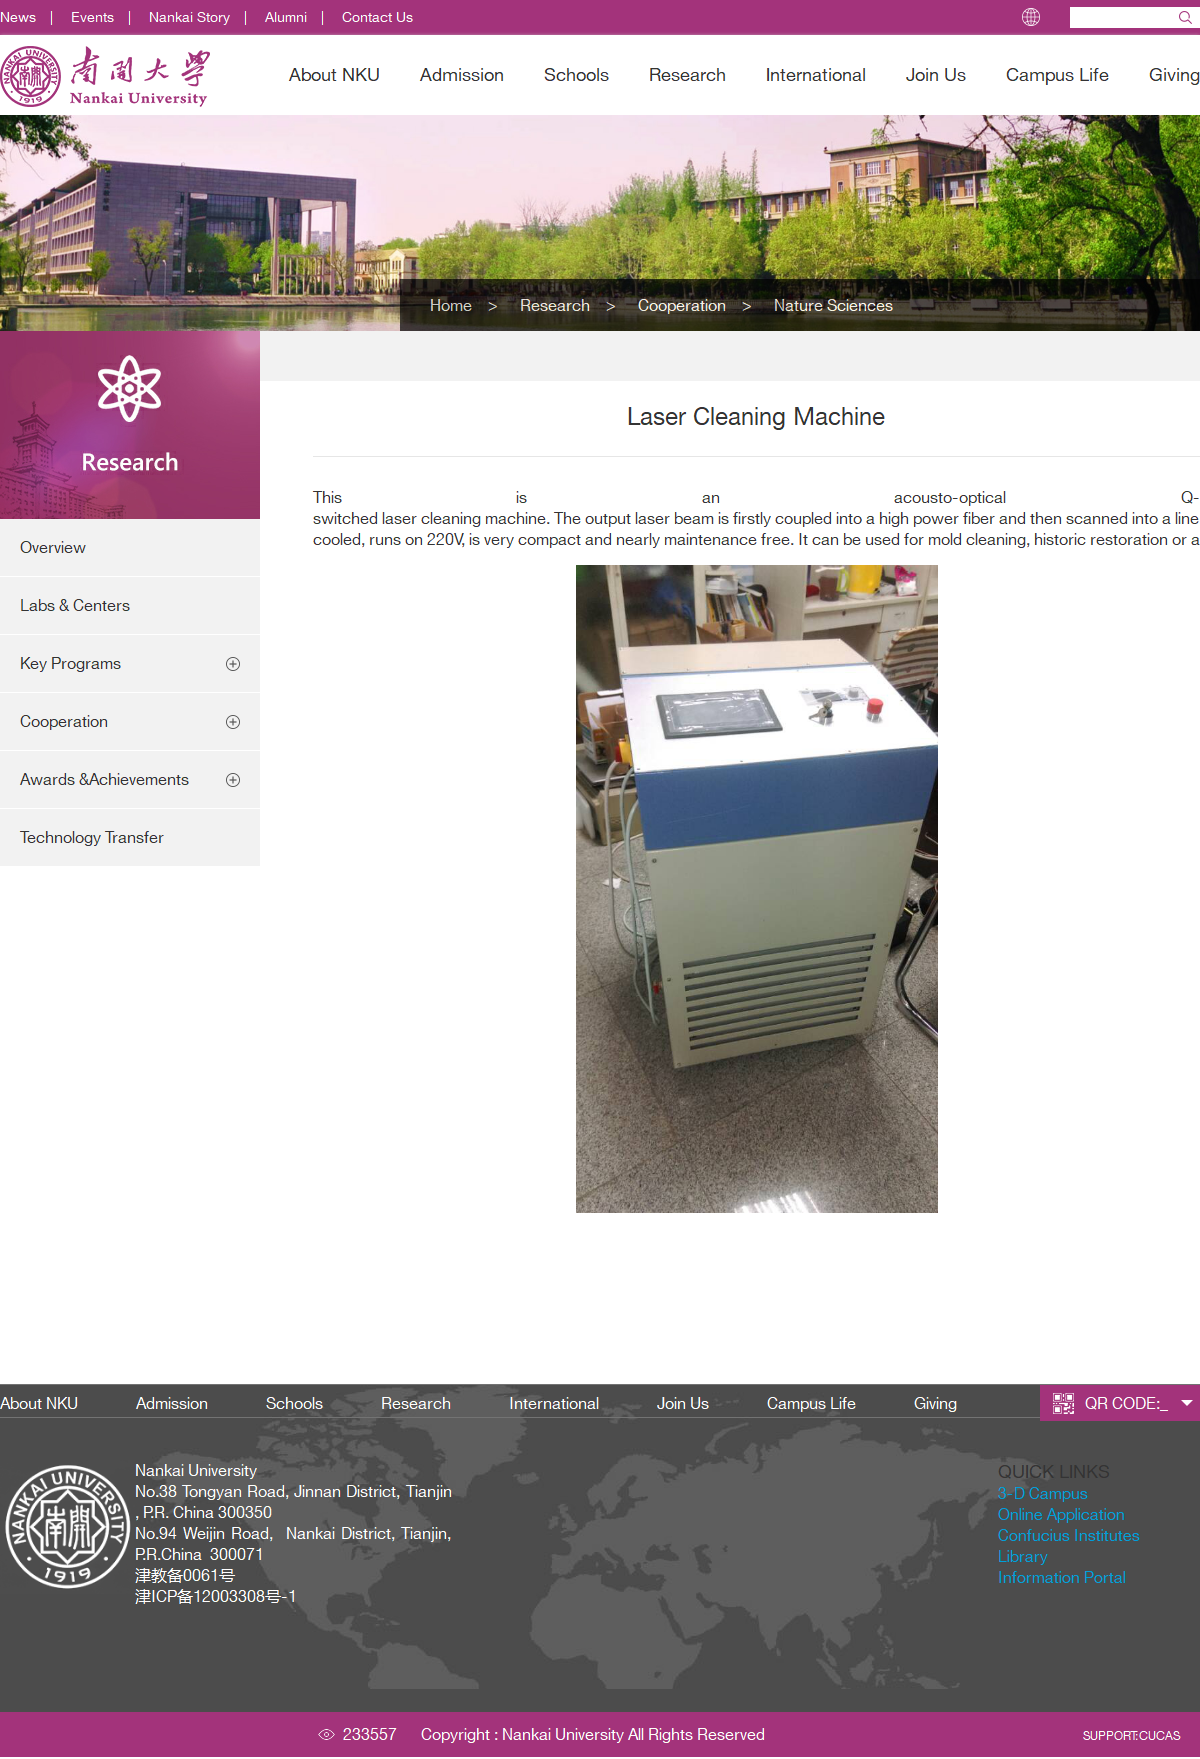 News | Events | Nankai Story | Alumni | Contact Us
NANKAI UNIVERSITY 1919
南開大學
Nankai University
About NKU Admission Schools Research International Join Us Campus Life Giving
Home > Research > Cooperation > Nature Sciences
Research
Overview
Labs & Centers
Key Programs
Cooperation
Awards &Achievements
Technology Transfer
Laser Cleaning Machine
This is an acousto-optical Q-
switched laser cleaning machine. The output laser beam is firstly coupled into a high power fiber and then scanned into a line
cooled, runs on 220V, is very compact and nearly maintenance free. It can be used for mold cleaning, historic restoration or a
About NKU Admission Schools Research International Join Us Campus Life Giving QR CODE:_
NANKAI UNIVERSITY 南開 1919
Nankai University
No.38 Tongyan Road, Jinnan District, Tianjin
, P.R. China 300350
No.94 Weijin Road, Nankai District, Tianjin,
P.R.China 300071
津教备0061号
津ICP备12003308号-1
QUICK LINKS
3-D Campus
Online Application
Confucius Institutes
Library
Information Portal
233557 Copyright : Nankai University All Rights Reserved
SUPPORT:CUCAS